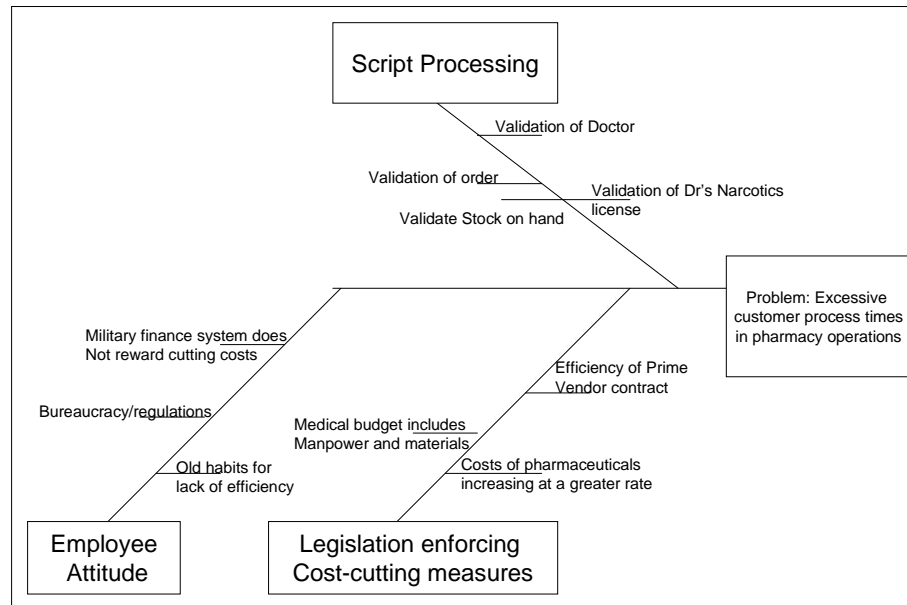 Script Processing
Validation of Doctor
Validation of order
Validation of Dr's Narcotics
license
Validate Stock on hand
Problem: Excessive
customer process times
in pharmacy operations
Military finance system does
Not reward cutting costs
Bureaucracy/regulations
Old habits for
lack of efficiency
Efficiency of Prime
Vendor contract
Medical budget includes
Manpower and materials
Costs of pharmaceuticals
increasing at a greater rate
Employee
Attitude
Legislation enforcing
Cost-cutting measures